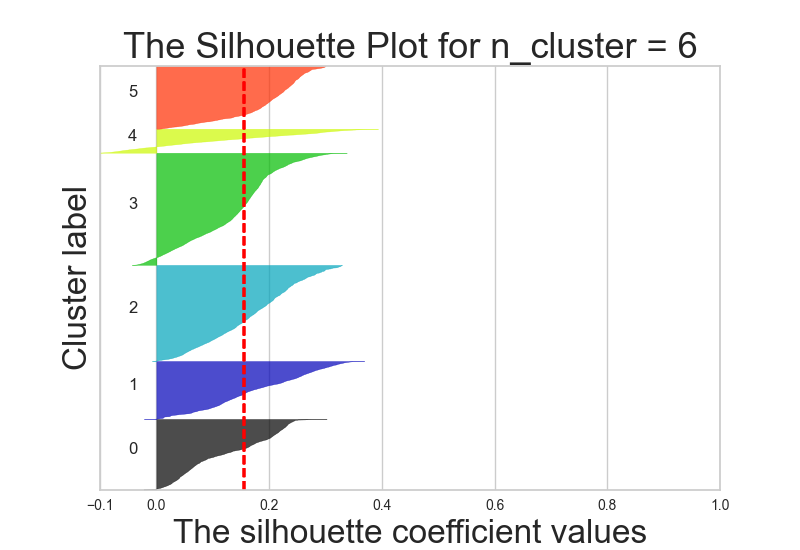 The Silhouette Plot for n_cluster = 6
Cluster label
5
4
3
2
1
0
−0.1 0.0 0.2 0.4 0.6 0.8 1.0
The silhouette coefficient values